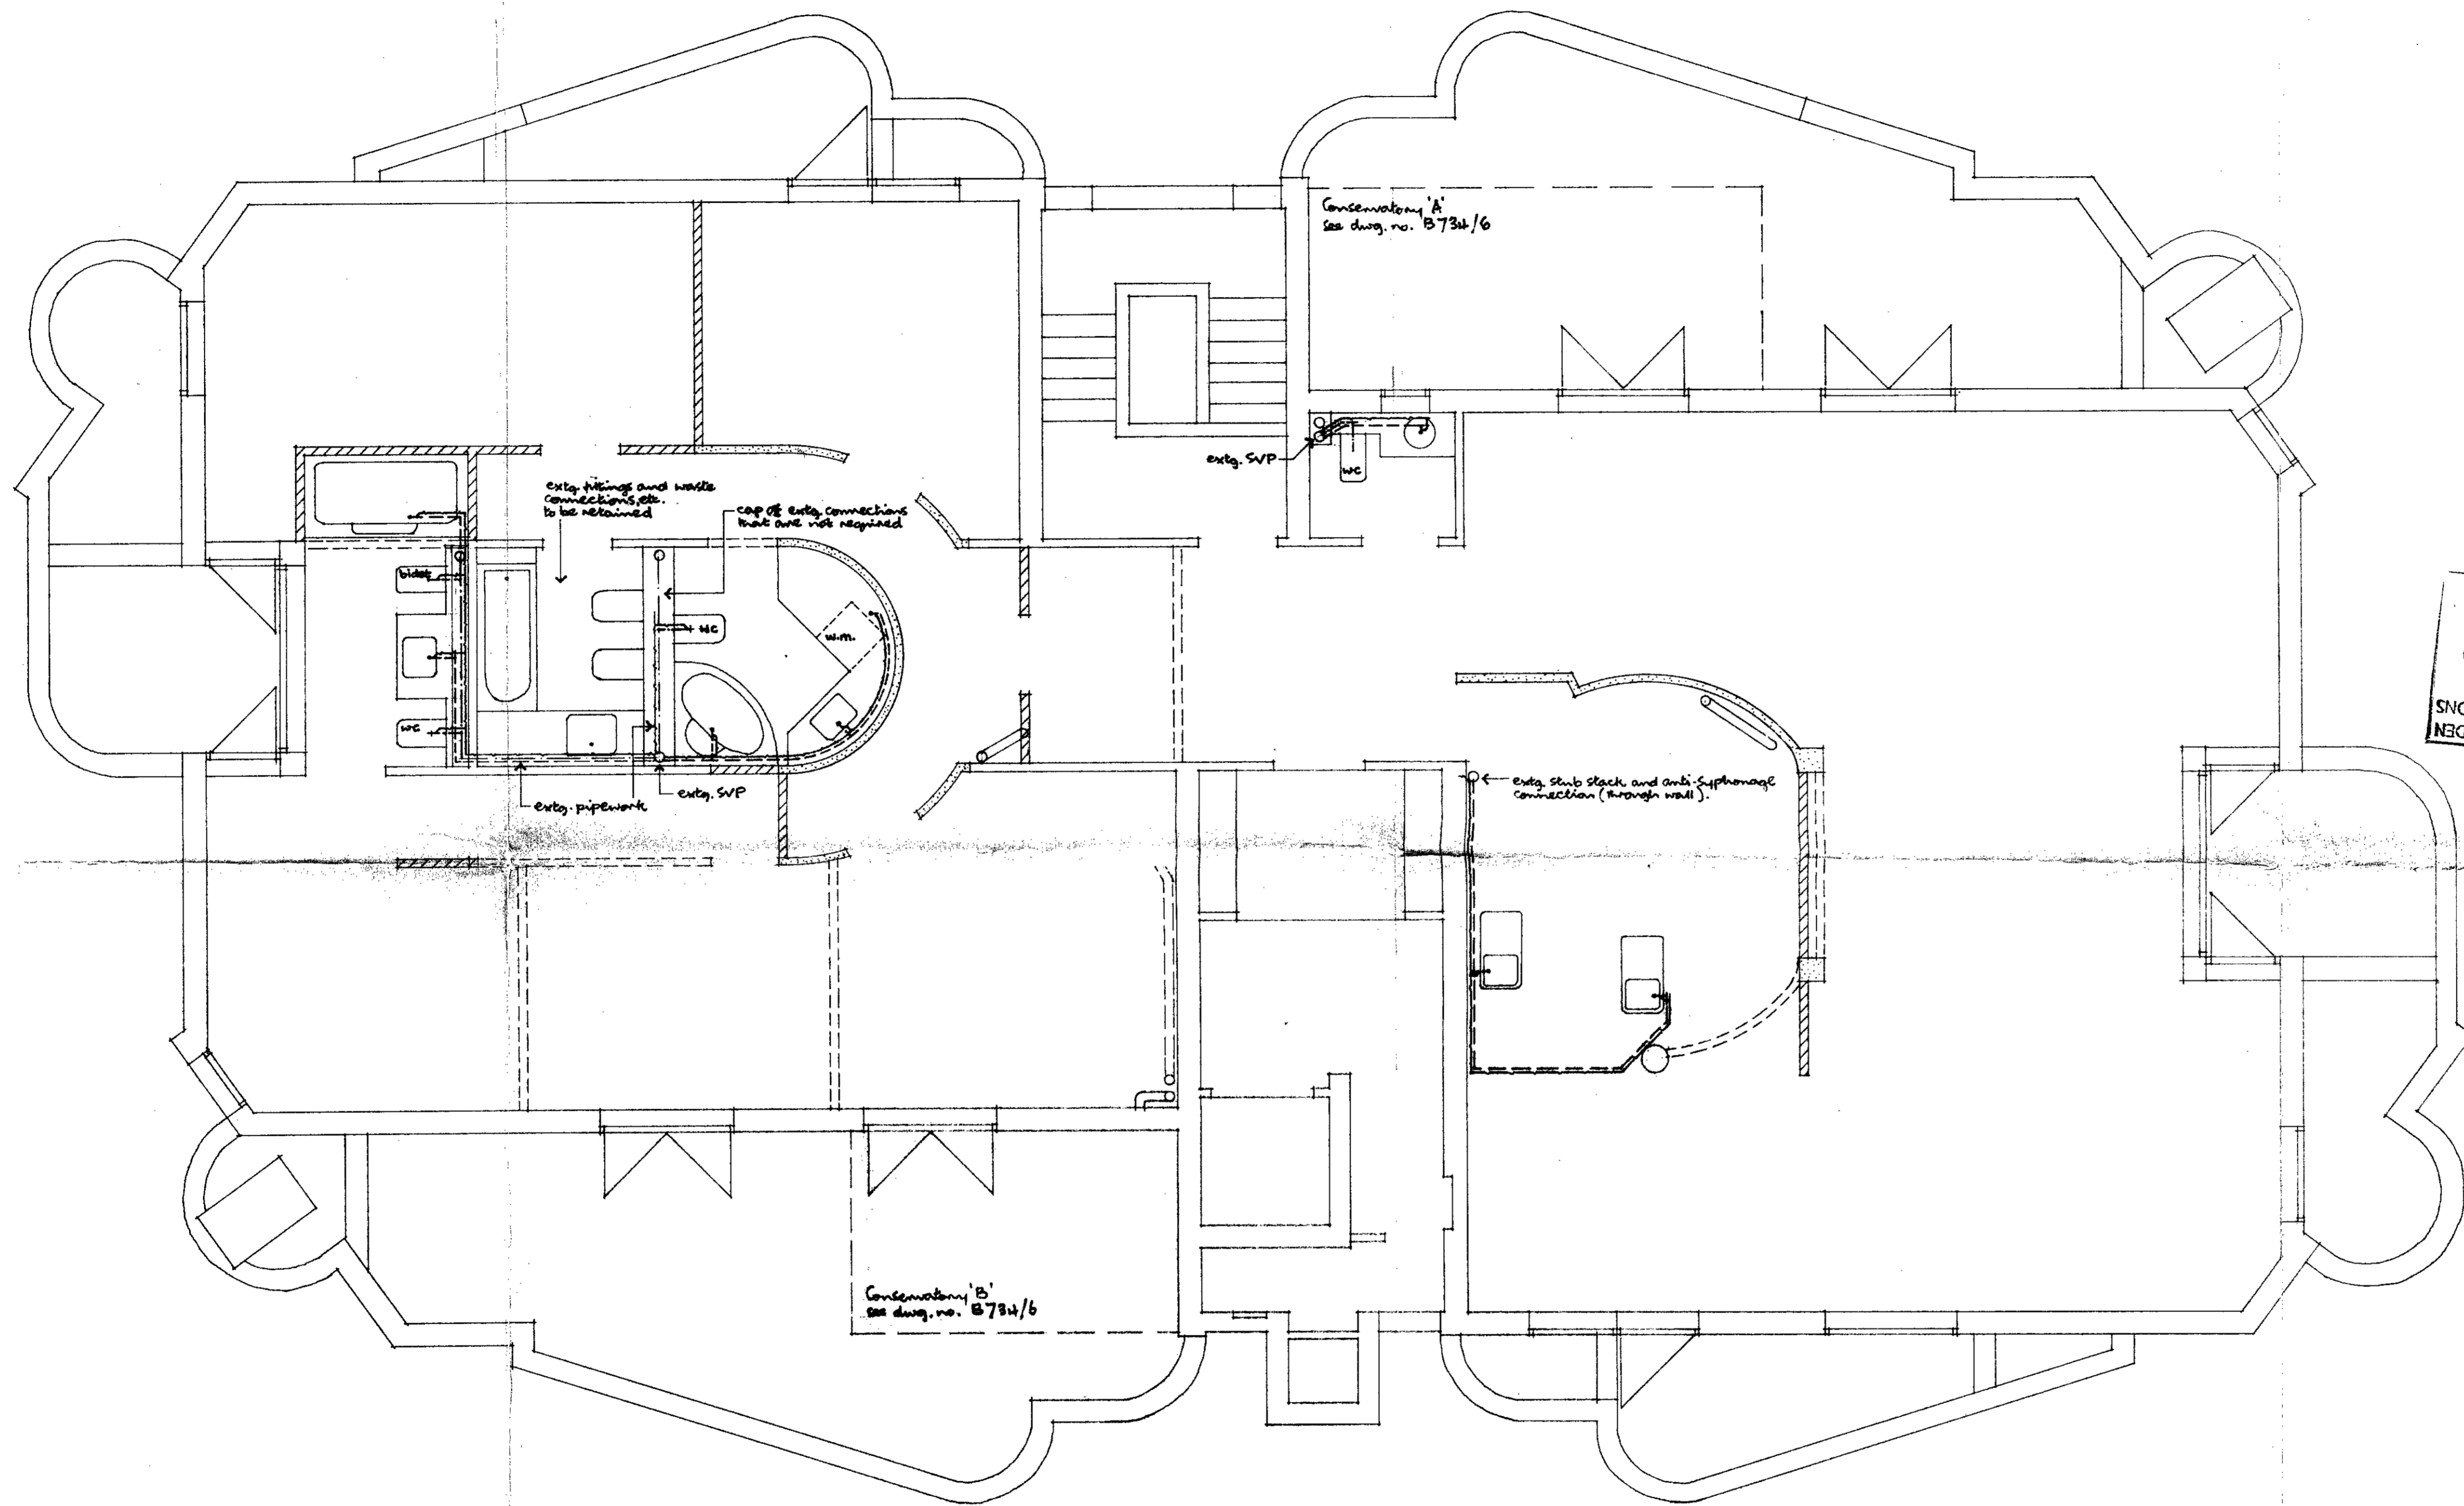 Conservatory 'A'
see dwg. no. B734/6
extg. SVP
wc
extg. fittings and waste
connections, etc.
to be retained
cap off extg. connections
that are not required
bidet
wc
w.m.
wc
extg. SVP
extg. pipework
extg. stub stack and anti-syphonage
connection (through wall).
Conservatory 'B'
see dwg. no. B734/6